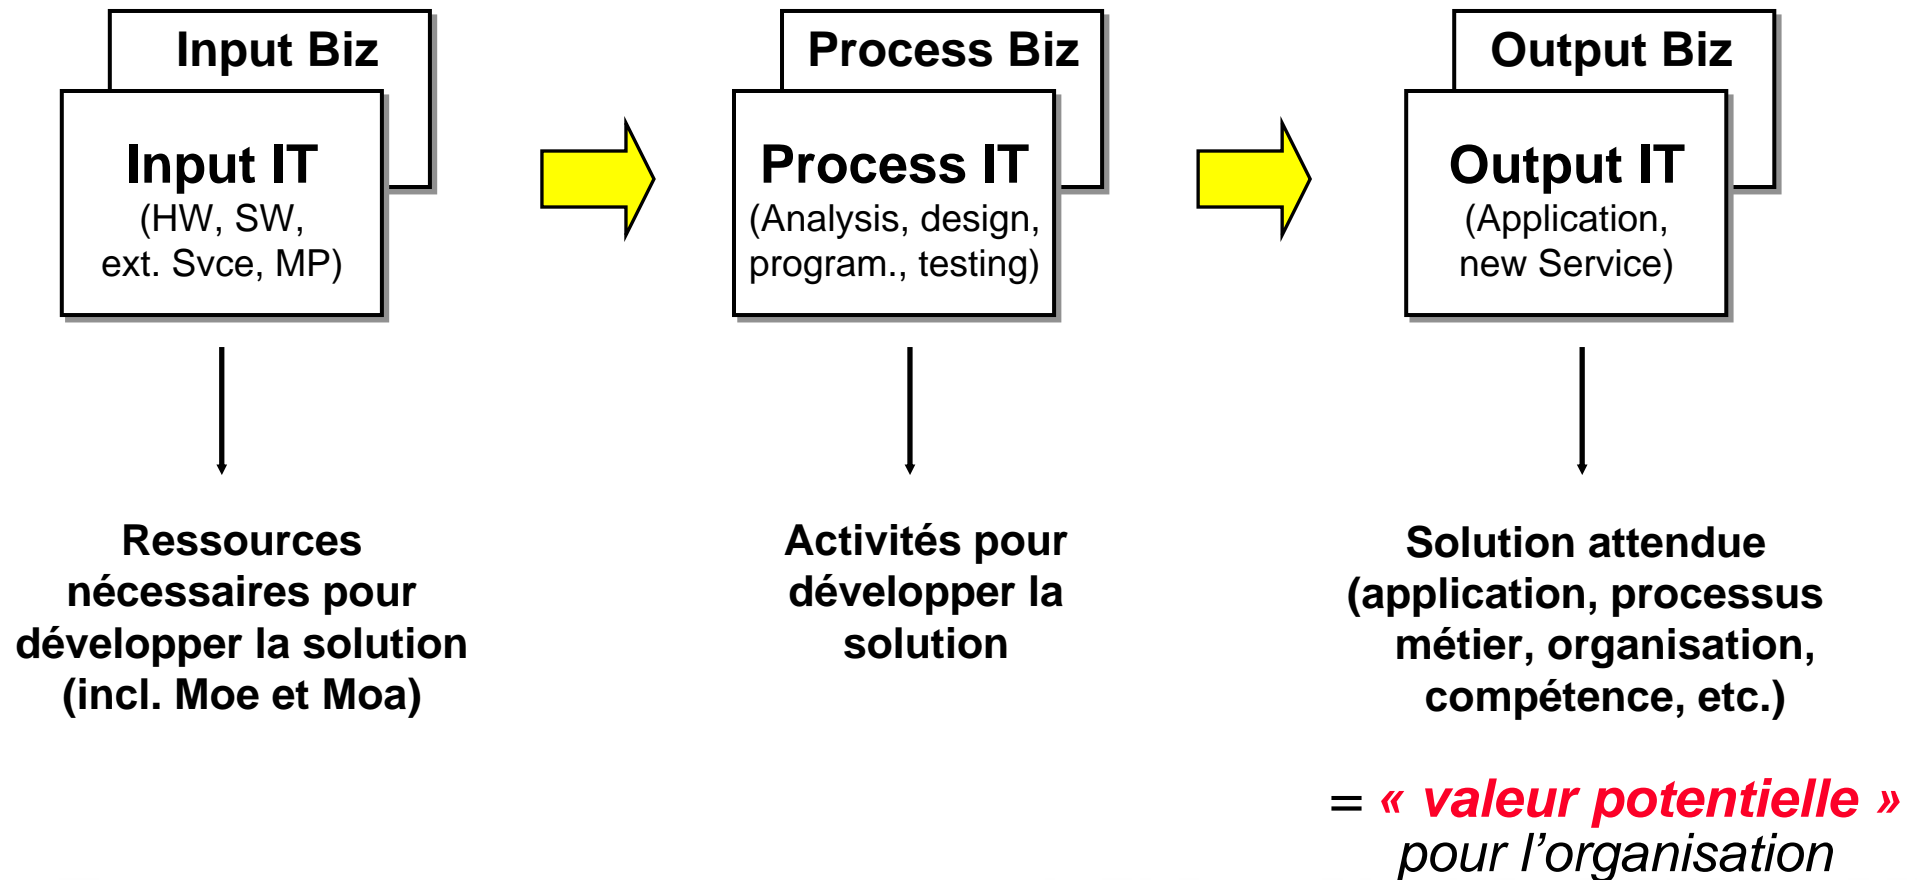 Input Biz
Input IT
(HW, SW,
ext. Svce, MP)
Process Biz
Process IT
(Analysis, design,
program., testing)
Output Biz
Output IT
(Application,
new Service)
Ressources
nécessaires pour
développer la solution
(incl. Moe et Moa)
Activités pour
développer la
solution
Solution attendue
(application, processus
métier, organisation,
compétence, etc.)
= « valeur potentielle »
pour l’organisation